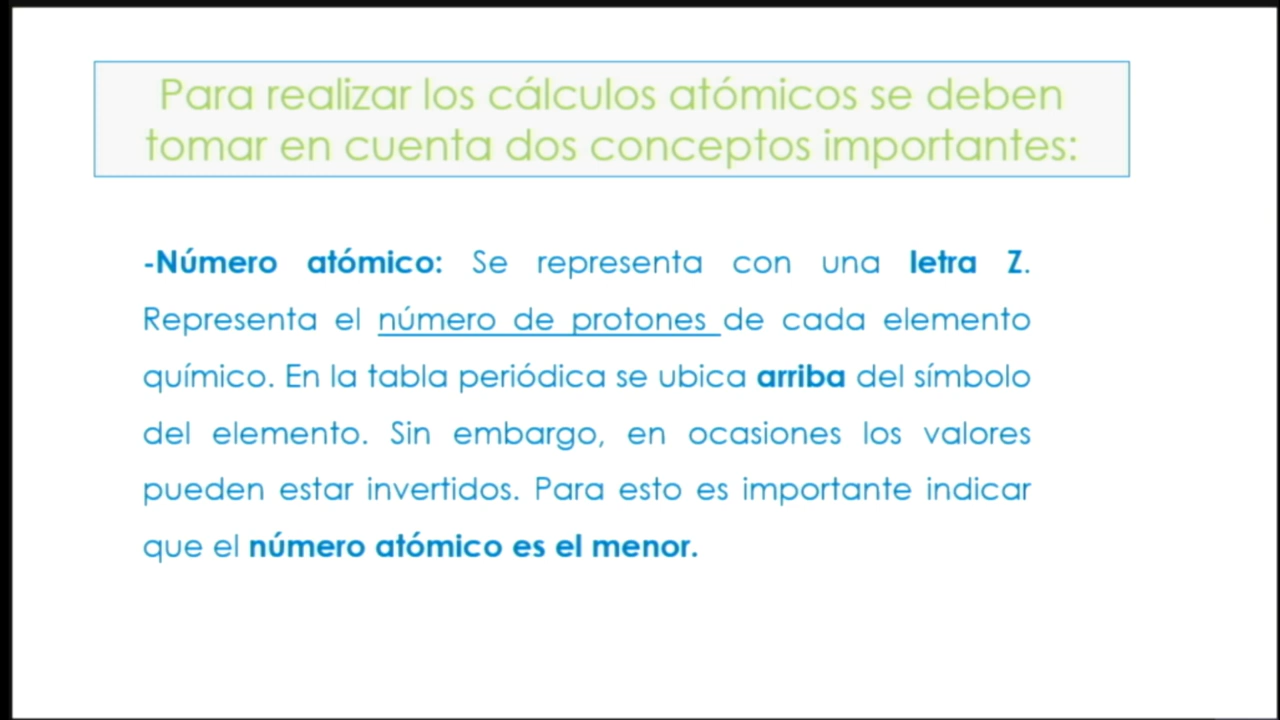 Para realizar los cálculos atómicos se deben
tomar en cuenta dos conceptos importantes:
-Número atómico: Se representa con una letra Z.
Representa el número de protones de cada elemento
químico. En la tabla periódica se ubica arriba del símbolo
del elemento. Sin embargo, en ocasiones los valores
pueden estar invertidos. Para esto es importante indicar
que el número atómico es el menor.